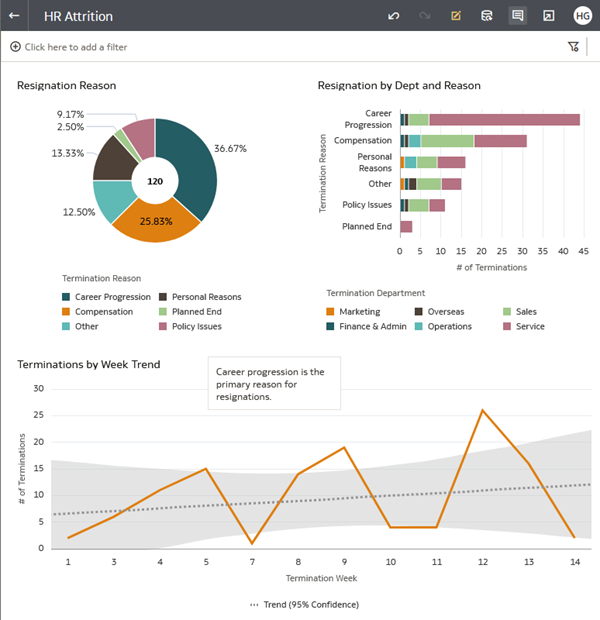 HR Attrition
HG
Click here to add a filter
Resignation Reason
9.17%
2.50%
13.33%
12.50%
36.67%
25.83%
120
Termination Reason
Career Progression
Personal Reasons
Compensation
Planned End
Other
Policy Issues
Resignation by Dept and Reason
Termination Reason
Career
Progression
Compensation
Personal
Reasons
Other
Policy Issues
Planned End
0 5 10 15 20 25 30 35 40 45
# of Terminations
Termination Department
Marketing Overseas Sales
Finance & Admin Operations Service
Terminations by Week Trend
Career progression is the
primary reason for
resignations.
# of Terminations
30
25
20
15
10
5
0
1 3 4 5 7 8 9 10 11 12 13 14
Termination Week
Trend (95% Confidence)